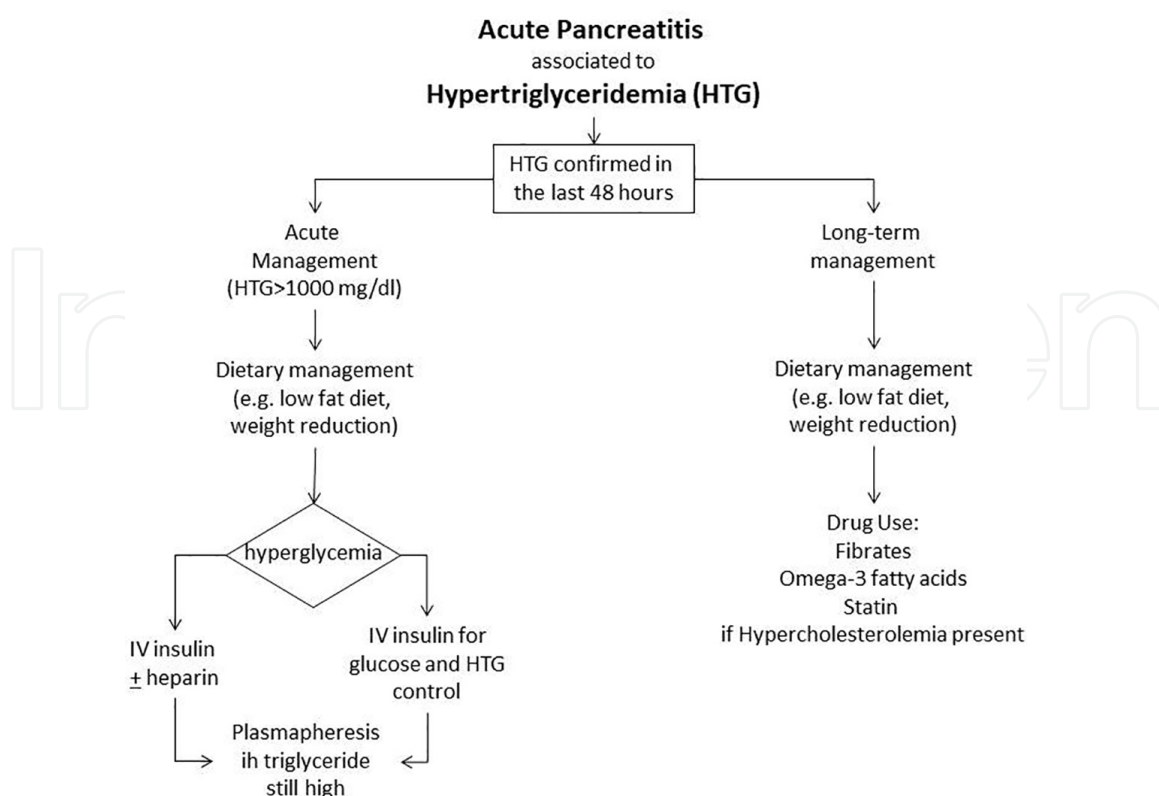 Acute Pancreatitis
associated to
Hypertriglyceridemia (HTG)
HTG confirmed in
the last 48 hours
Acute
Management
(HTG>1000 mg/dl)
Dietary management
(e.g. low fat diet,
weight reduction)
hyperglycemia
IV insulin
± heparin
IV insulin for
glucose and HTG
control
Plasmapheresis
ih triglyceride
still high
Long-term
management
Dietary management
(e.g. low fat diet,
weight reduction)
Drug Use:
Fibrates
Omega-3 fatty acids
Statin
if Hypercholesterolemia present